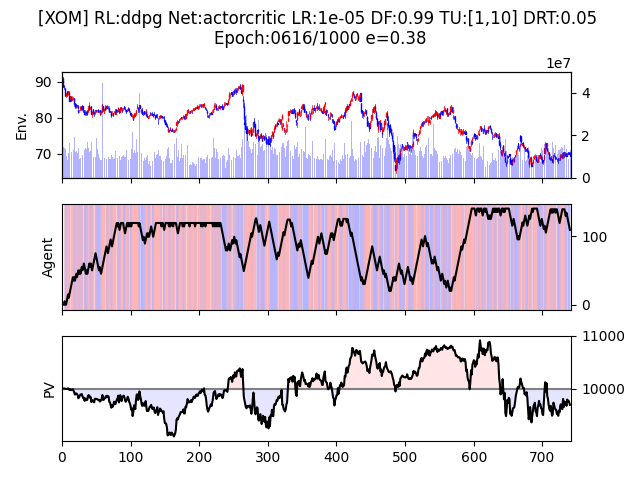 [XOM] RL:ddpg Net:actorcritic LR:1e-05 DF:0.99 TU:[1,10] DRT:0.05
Epoch:0616/1000 e=0.38
1e7
90
80
70
Env.
4
2
0
Agent
100
0
PV
11000
10000
0 100 200 300 400 500 600 700